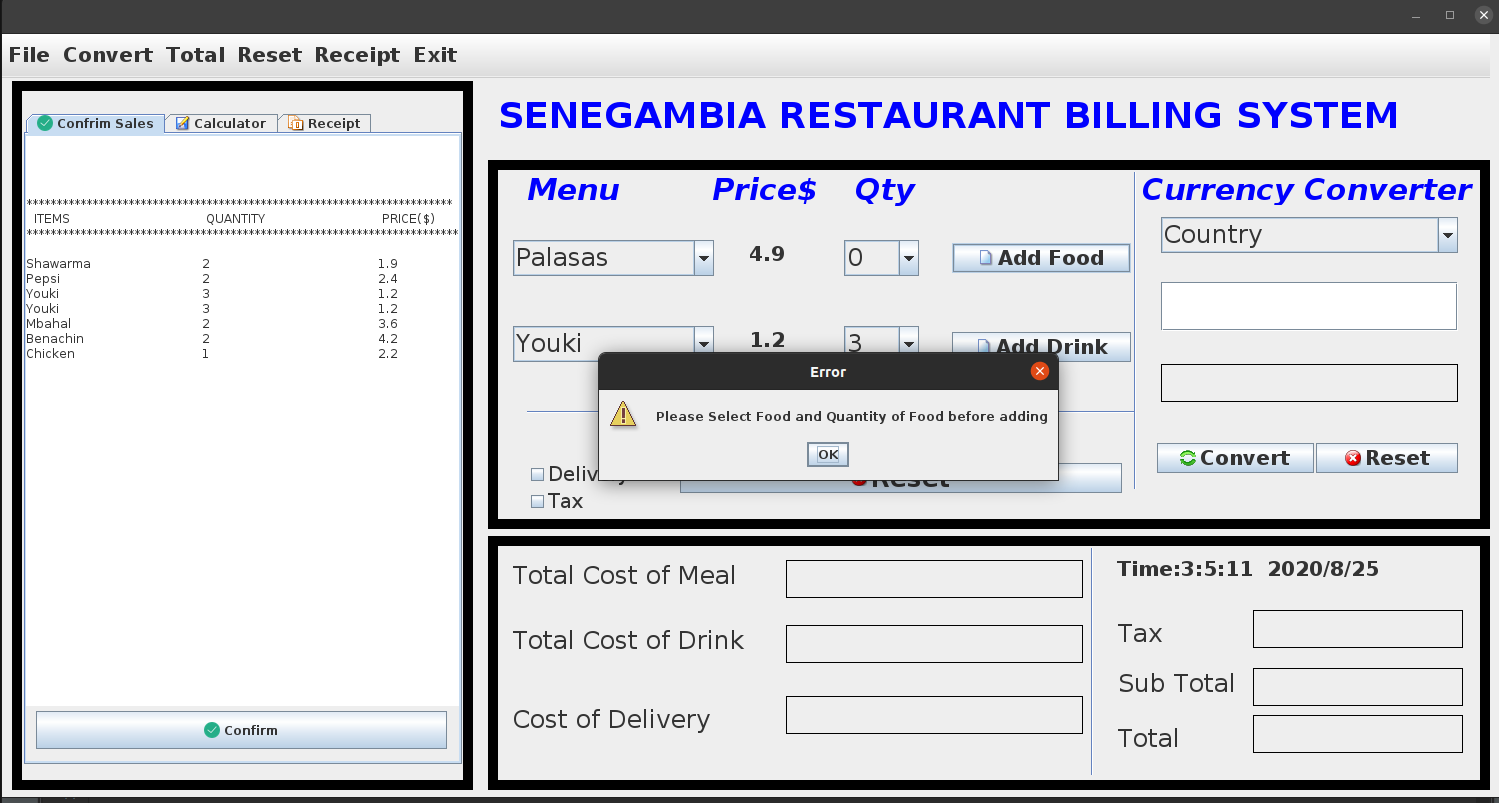 File Convert Total Reset Receipt Exit
Confrim Sales Calculator Receipt
***********************************************************************
ITEMS QUANTITY PRICE($)
************************************************************************
Shawarma 2 1.9
Pepsi 2 2.4
Youki 3 1.2
Youki 3 1.2
Mbahal 2 3.6
Benachin 2 4.2
Chicken 1 2.2
Confirm
SENEGAMBIA RESTAURANT BILLING SYSTEM
Menu Price$ Qty
Palasas 4.9 0 Add Food
Youki 1.2 3 Add Drink
Error
Please Select Food and Quantity of Food before adding
OK
Reset
Tax
Currency Converter
Country
Convert Reset
Total Cost of Meal
Total Cost of Drink
Cost of Delivery
Time:3:5:11 2020/8/25
Tax
Sub Total
Total